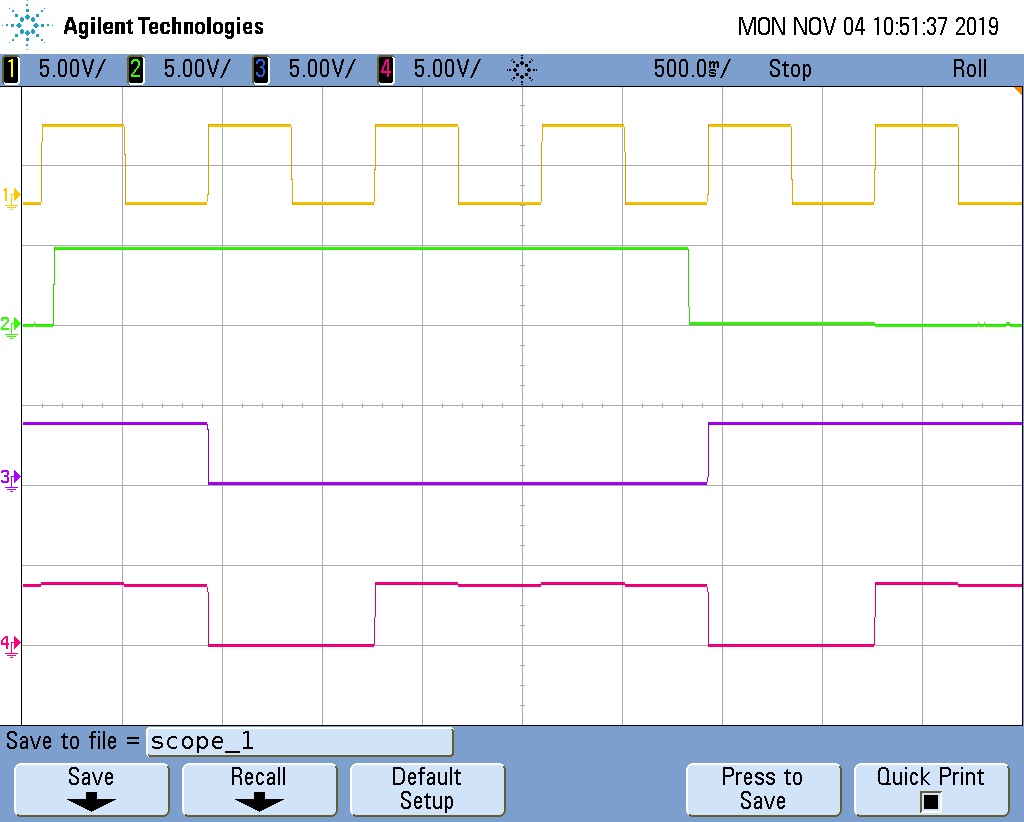 Agilent Technologies
MON NOV 04 10:51:37 2019
1 5.00V/ 2 5.00V/ 3 5.00V/ 4 5.00V/ 500.0ms/ Stop Roll
1
2
3
4
Save to file = scope_1
Save
Recall
Default
Setup
Press to
Save
Quick Print